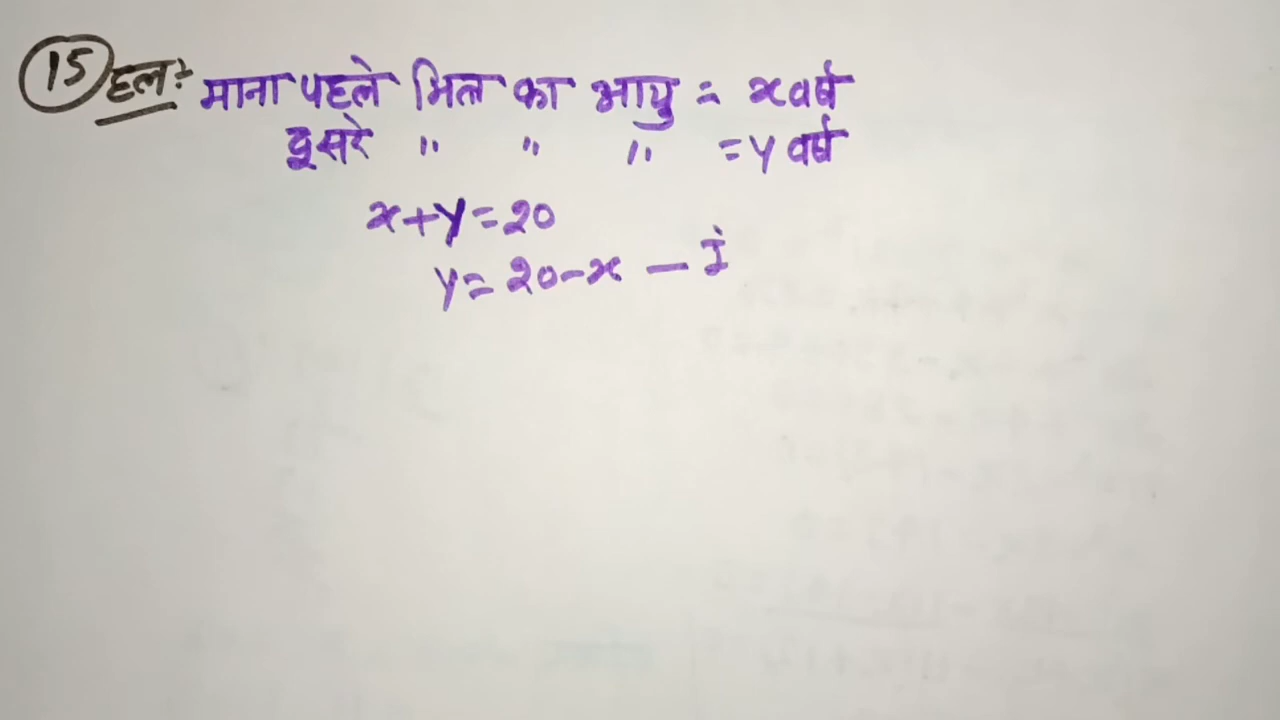 15 हल:-
माना पहले मित्र का आयु = x वर्ष
दूसरे " " " = y वर्ष
x+y=20
y= 20-x — I